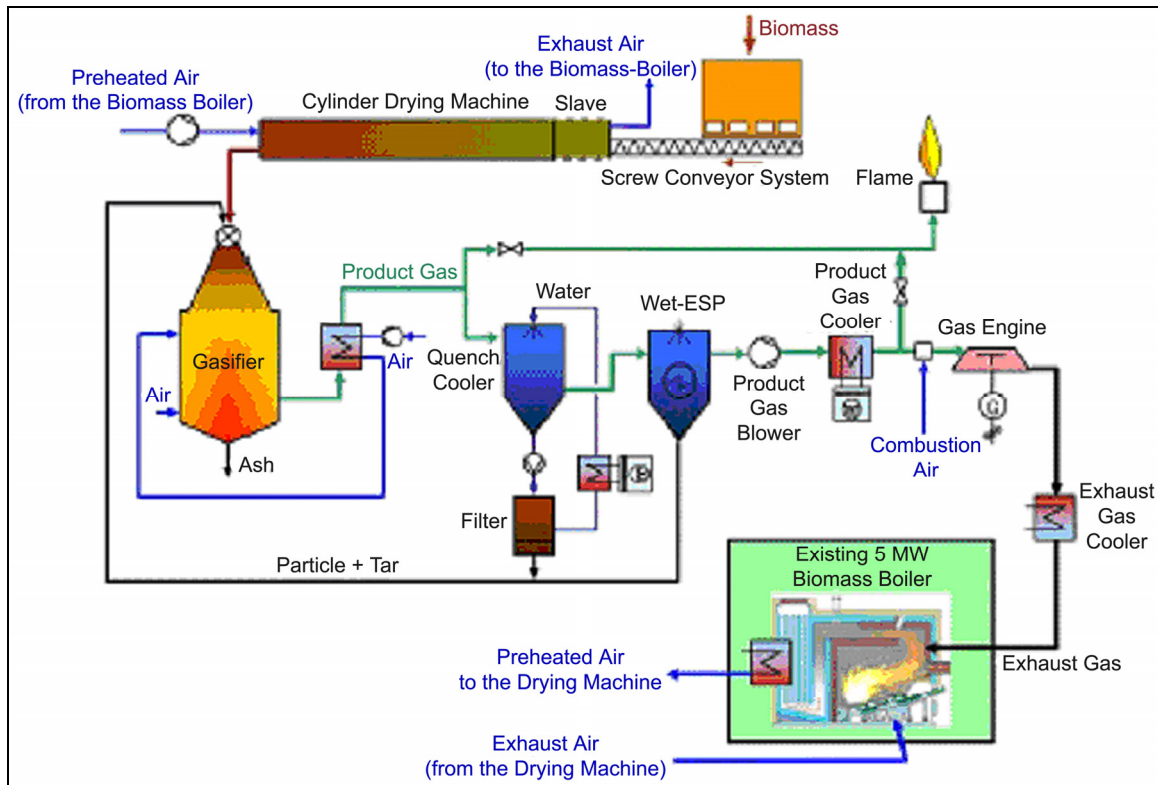 Biomass
Exhaust Air
(to the Biomass-Boiler)
Preheated Air
(from the Biomass Boiler)
Cylinder Drying Machine
Slave
Screw Conveyor System
Flame
Product Gas
Water
Wet-ESP
Product
Gas
Cooler
Gas Engine
Gasifier
Air
Quench
Cooler
Air
Product
Gas
Blower
G
Combustion
Air
Ash
Filter
Exhaust
Gas
Cooler
Particle + Tar
Existing 5 MW
Biomass Boiler
Exhaust Gas
Preheated Air
to the Drying Machine
Exhaust Air
(from the Drying Machine)